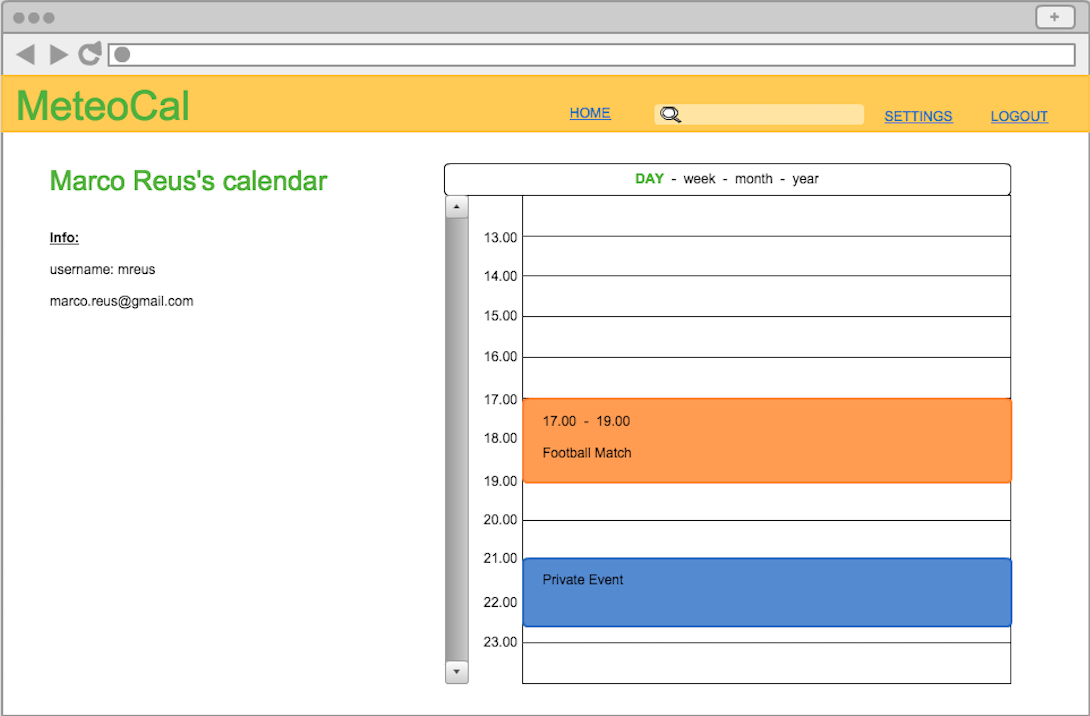 MeteoCal
HOME
SETTINGS
LOGOUT
Marco Reus's calendar
Info:
username: mreus
marco.reus@gmail.com
DAY - week - month - year
13.00
14.00
15.00
16.00
17.00
17.00 - 19.00
18.00
Football Match
19.00
20.00
21.00
Private Event
22.00
23.00